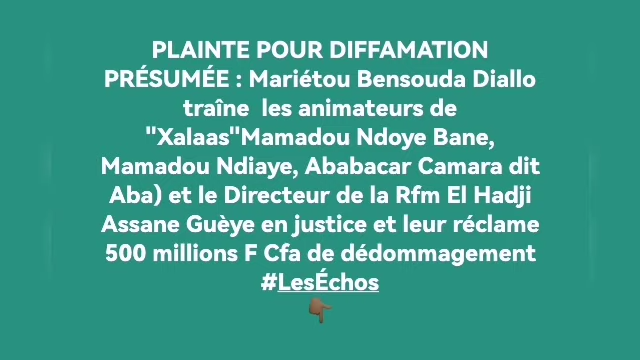 PLAINTE POUR DIFFAMATION
PRÉSUMÉE : Mariétou Bensouda Diallo
traîne les animateurs de
"Xalaas"Mamadou Ndoye Bane,
Mamadou Ndiaye, Ababacar Camara dit
Aba) et le Directeur de la Rfm El Hadji
Assane Guèye en justice et leur réclame
500 millions F Cfa de dédommagement
#LesÉchos
👇🏾